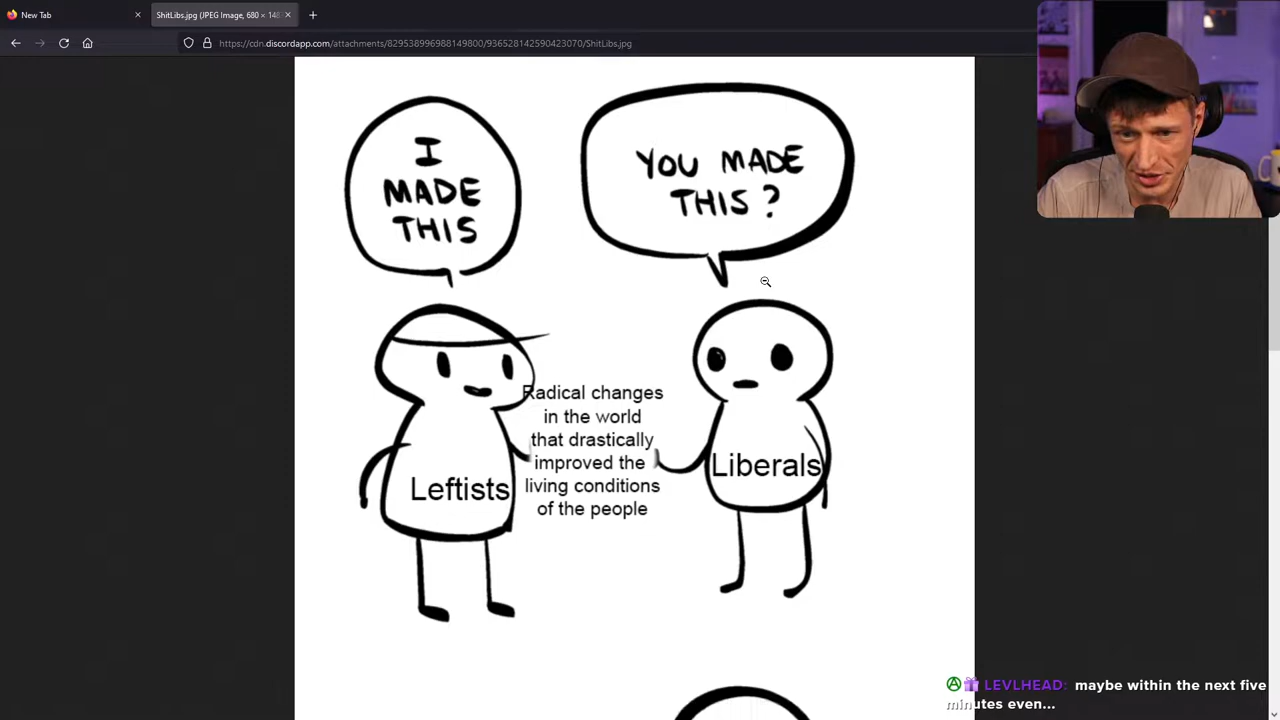 New Tab
ShitLibs.jpg (JPEG Image, 680 × 148
https://cdn.discordapp.com/attachments/829538996988149800/936528142590423070/ShitLibs.jpg
I
MADE
THIS
YOU MADE
THIS?
Radical changes
in the world
that drastically
improved the
living conditions
of the people
Leftists
Liberals
LEVLHEAD: maybe within the next five
minutes even...